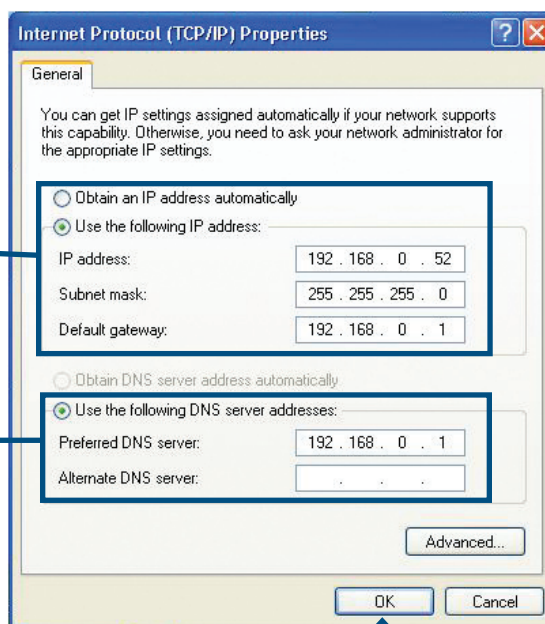 Internet Protocol (TCP/IP) Properties
General
You can get IP settings assigned automatically if your network supports
this capability. Otherwise, you need to ask your network administrator for
the appropriate IP settings.
Obtain an IP address automatically
Use the following IP address:
IP address: 192 . 168 . 0 . 52
Subnet mask: 255 . 255 . 255 . 0
Default gateway: 192 . 168 . 0 . 1
Obtain DNS server address automatically
Use the following DNS server addresses:
Preferred DNS server: 192 . 168 . 0 . 1
Alternate DNS server: . . .
Advanced...
OK Cancel